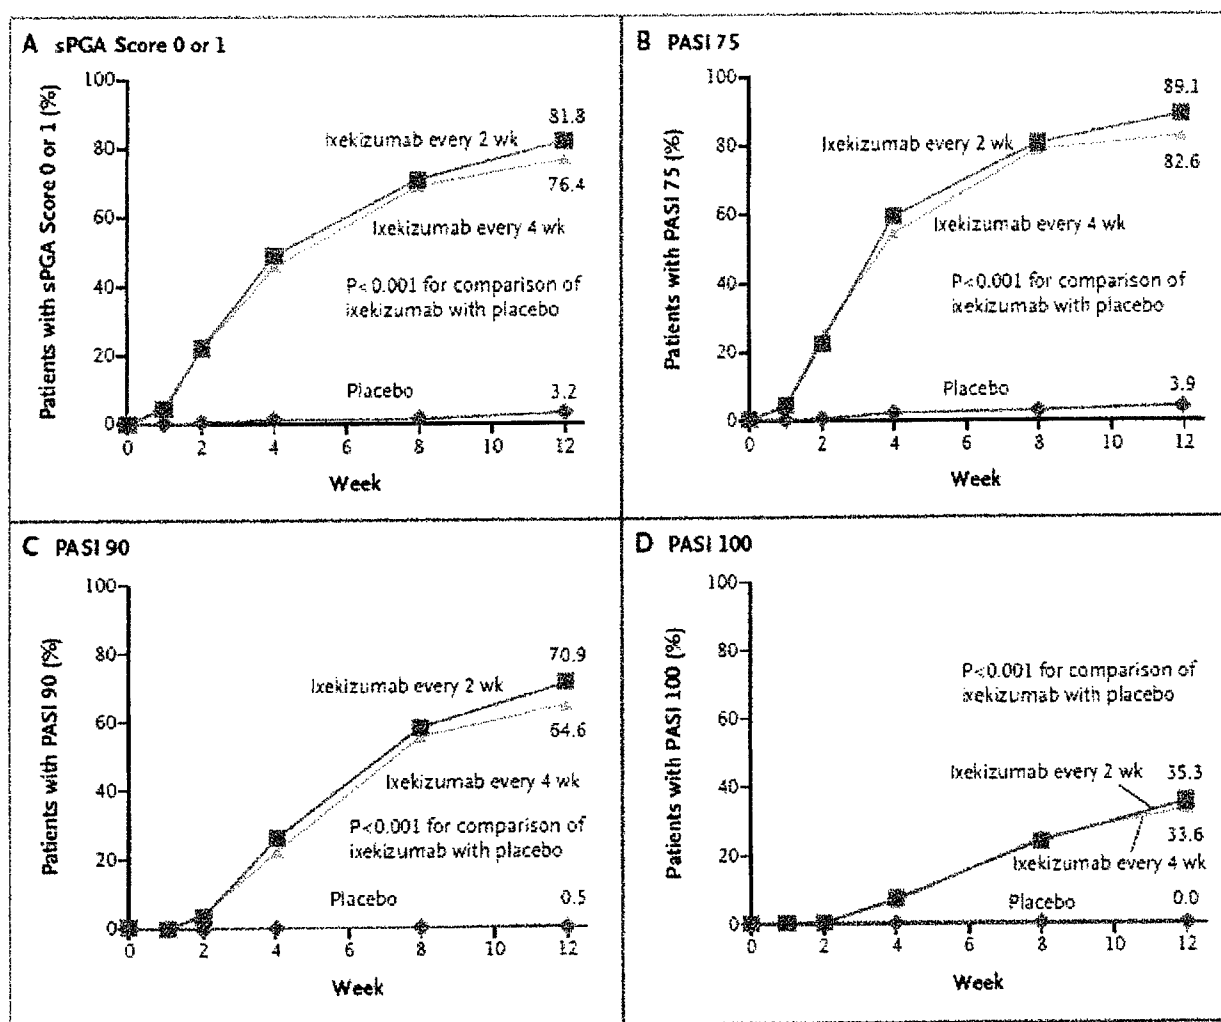 A sPGA Score 0 or 1
Patients with sPGA Score 0 or 1 (%)
100
80
60
40
20
0
81.8
Ixekizumab every 2 wk
76.4
Ixekizumab every 4 wk
P<0.001 for comparison of
ixekizumab with placebo
Placebo
3.2
0 2 4 6 8 10 12
Week
B PASI 75
Patients with PASI 75 (%)
100
80
60
40
20
0
89.1
Ixekizumab every 2 wk
82.6
Ixekizumab every 4 wk
P<0.001 for comparison of
ixekizumab with placebo
Placebo
3.9
0 2 4 6 8 10 12
Week
C PASI 90
Patients with PASI 90 (%)
100
80
60
40
20
0
70.9
Ixekizumab every 2 wk
64.6
Ixekizumab every 4 wk
P<0.001 for comparison of
ixekizumab with placebo
Placebo
0.5
0 2 4 6 8 10 12
Week
D PASI 100
Patients with PASI 100 (%)
100
80
60
40
20
0
P<0.001 for comparison of
ixekizumab with placebo
Ixekizumab every 2 wk
35.3
33.6
Ixekizumab every 4 wk
Placebo
0.0
0 2 4 6 8 10 12
Week